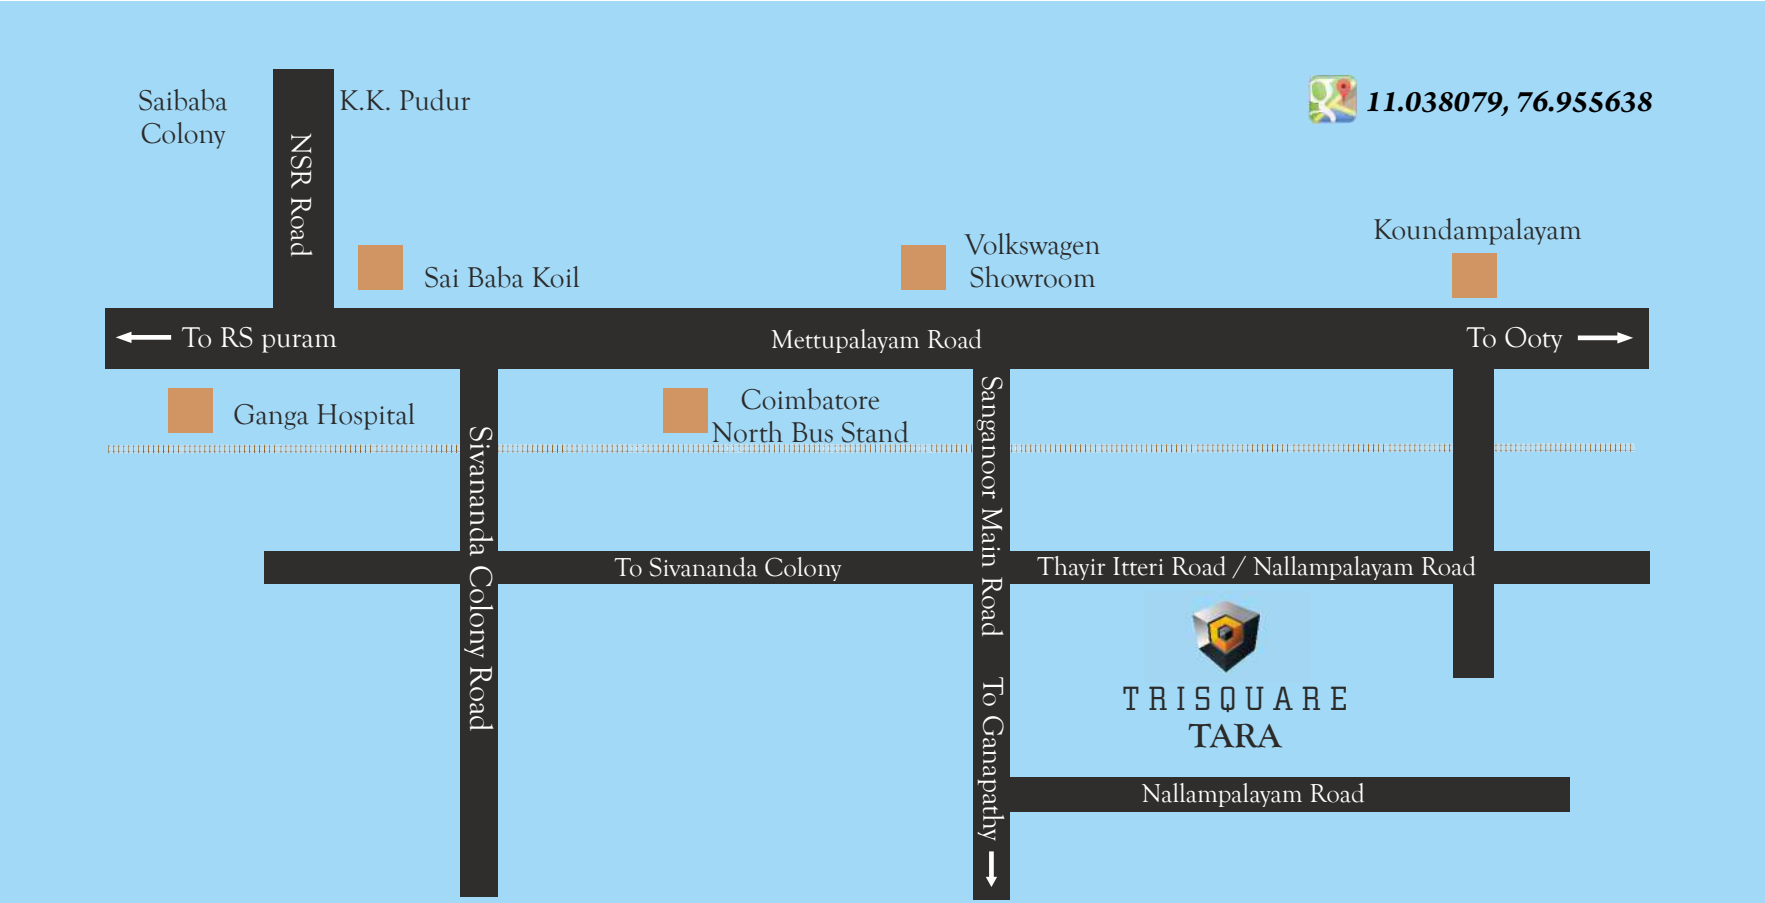 Saibaba
Colony
NSR Road
K.K. Pudur
11.038079, 76.955638
Sai Baba Koil
Volkswagen
Showroom
Koundampalayam
To RS puram
Mettupalayam Road
To Ooty
Ganga Hospital
Sivananda Colony Road
Coimbatore
North Bus Stand
Sanganoor Main Road
To Ganapathy
To Sivananda Colony
Thayir Itteri Road / Nallampalayam Road
TRISQUARE
TARA
Nallampalayam Road